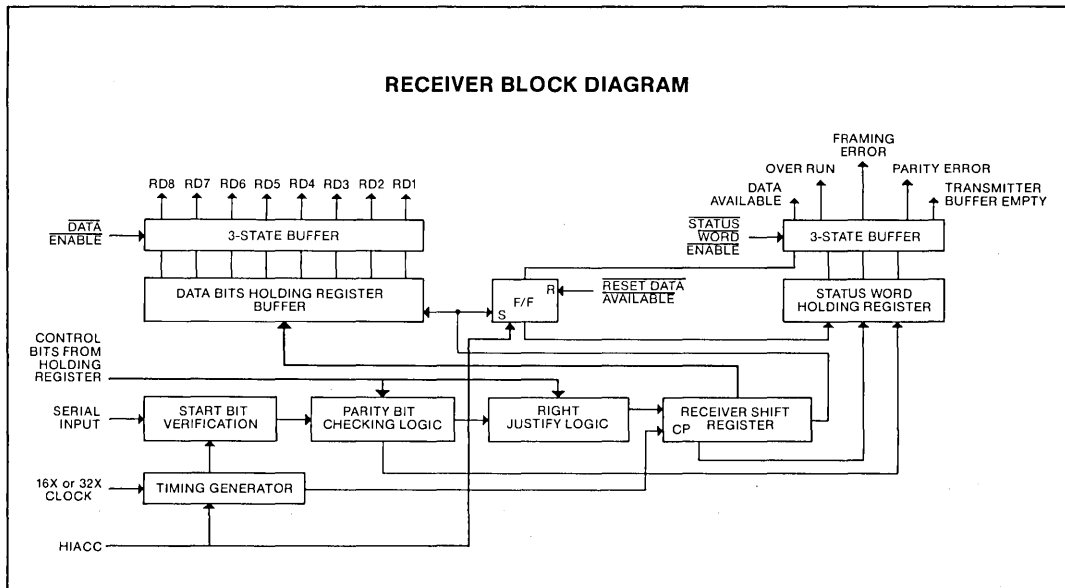 RECEIVER BLOCK DIAGRAM
FRAMING
ERROR
OVER RUN
PARITY ERROR
DATA
AVAILABLE
TRANSMITTER
BUFFER EMPTY
RD8 RD7 RD6 RD5 RD4 RD3 RD2 RD1
DATA
ENABLE
3-STATE BUFFER
STATUS
WORD
ENABLE
3-STATE BUFFER
DATA BITS HOLDING REGISTER
BUFFER
F/F
R
S
RESET DATA
AVAILABLE
STATUS WORD
HOLDING REGISTER
CONTROL
BITS FROM
HOLDING
REGISTER
SERIAL
INPUT
START BIT
VERIFICATION
PARITY BIT
CHECKING LOGIC
RIGHT
JUSTIFY LOGIC
RECEIVER SHIFT
REGISTER
CP
16X or 32X
CLOCK
TIMING GENERATOR
HIACC